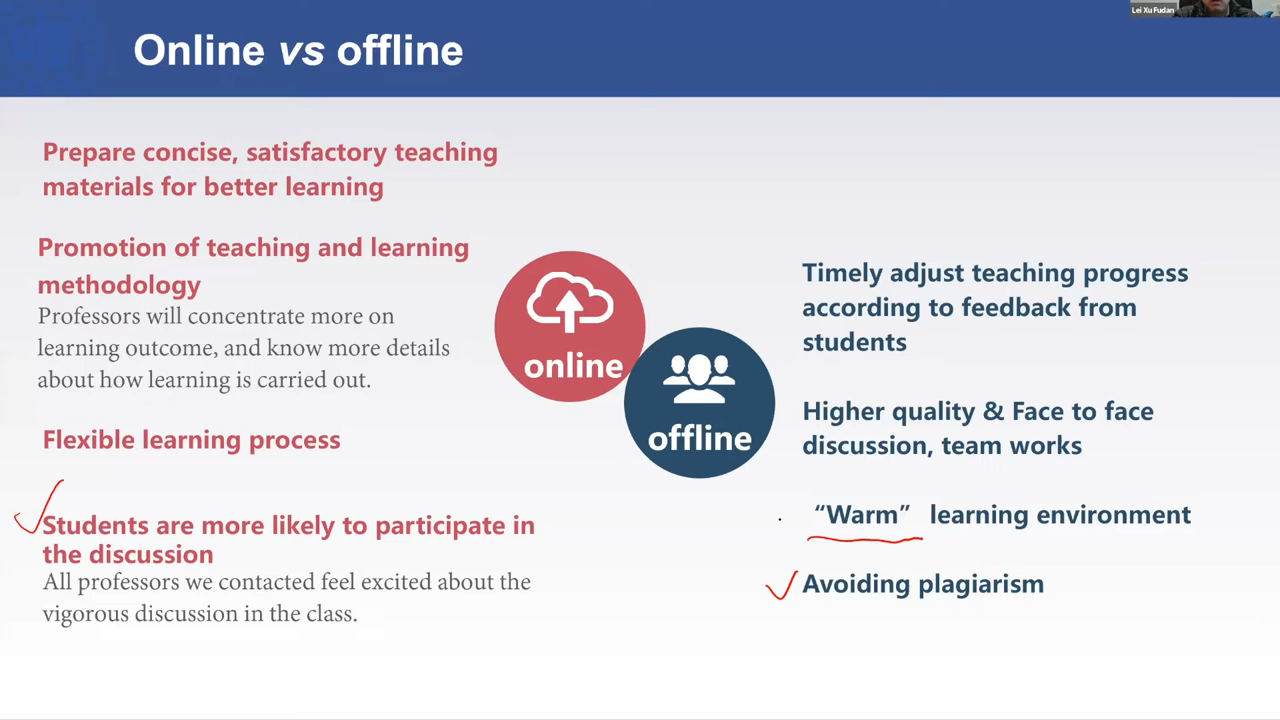 Lei Xu Fudan
Online vs offline
Prepare concise, satisfactory teaching
materials for better learning
Promotion of teaching and learning
methodology
Professors will concentrate more on
learning outcome, and know more details
about how learning is carried out.
Flexible learning process
Students are more likely to participate in
the discussion
All professors we contacted feel excited about the
vigorous discussion in the class.
online
offline
Timely adjust teaching progress
according to feedback from
students
Higher quality & Face to face
discussion, team works
“Warm” learning environment
Avoiding plagiarism